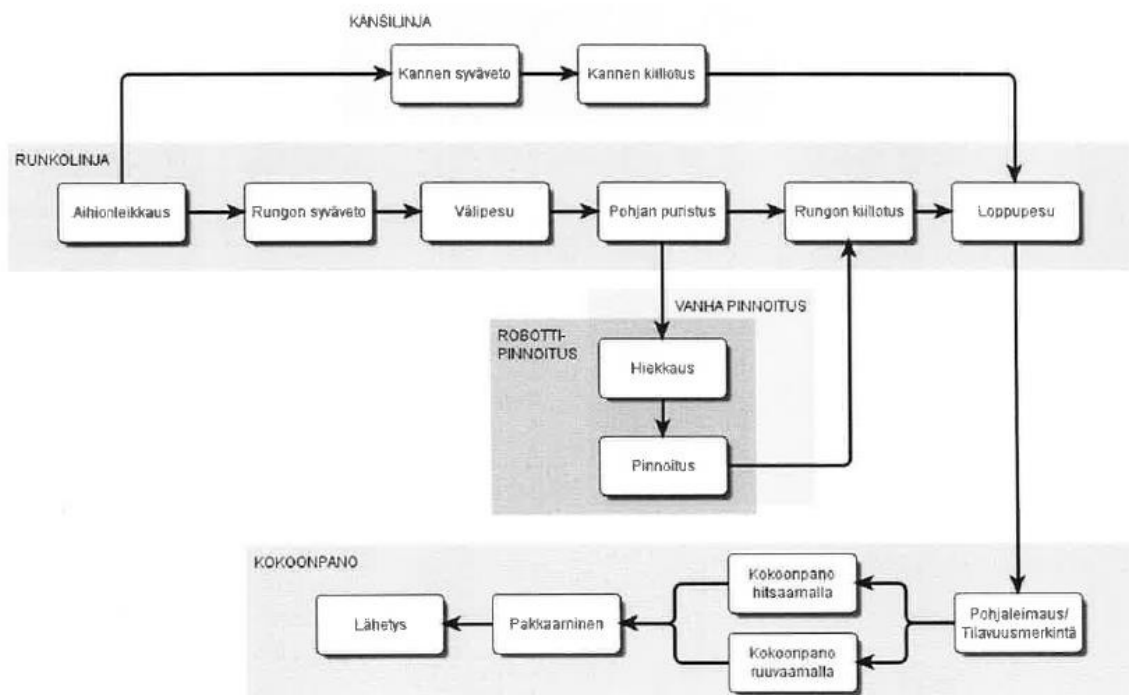 KANSILINJA
Kannen syväveto
Kannen kiillotus
RUNKOLINJA
Aihionleikkaus
Rungon syväveto
Välipesu
Pohjan puristus
Rungon kiillotus
Loppupesu
VANHA PINNOITUS
ROBOTTI-
PINNOITUS
Hiekkaus
Pinnoitus
KOKOONPANO
Lähetys
Pakkaaminen
Kokoonpano
hitsaamalla
Kokoonpano
ruuvaamalla
Pohjaleimaus/
Tilavuusmerkintä